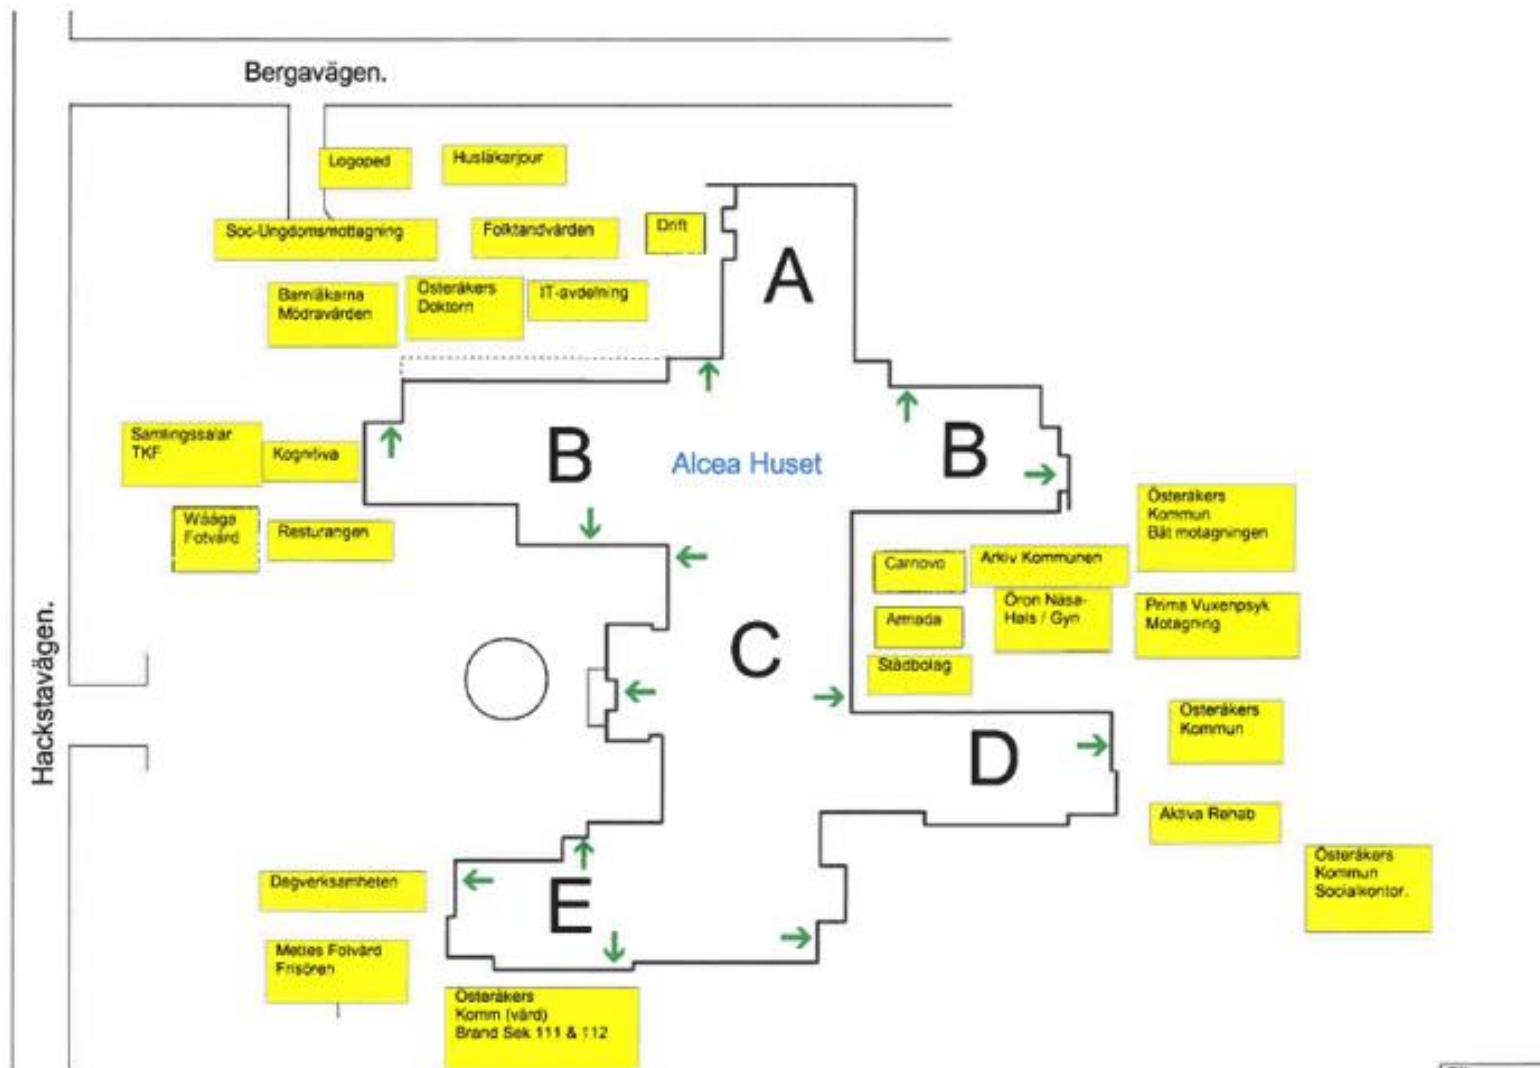 Bergavägen.
Logoped
Husläkarjour
Soc-Ungdomsmottagning
Folktandvården
Drift
A
Barnläkarna
Mödravården
Österåkers
Doktorn
IT-avdelning
Samlingssalar
TKF
Kognitiva
B
Alcea Huset
B
Wääga
Fotvård
Resturangen
Österåkers
Kommun
Båt motagningen
Carnovo
Arkiv Kommunen
Öron Näsa-
Hals / Gyn
Prima Vuxenpsyk
Motagning
Armada
C
Städbolag
Hackstavägen.
Österåkers
Kommun
D
Aktiva Rehab
Österåkers
Kommun
Socialkontor.
Dagverksamheten
E
Metles Fotvård
Frisören
Österåkers
Komm (vård)
Brand Sek 111 & 112